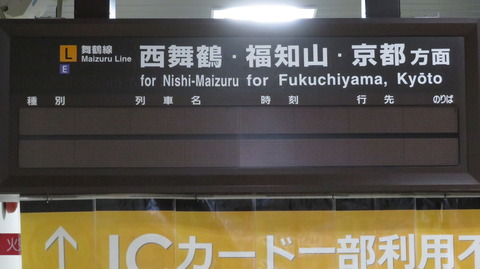 L 舞鶴線 西舞鶴・福知山・京都方面
E Maizuru Line for Nishi-Maizuru for Fukuchiyama, Kyōto
種別 列車名 時刻 行先 のりば
火
↑ ICカード一部利用不